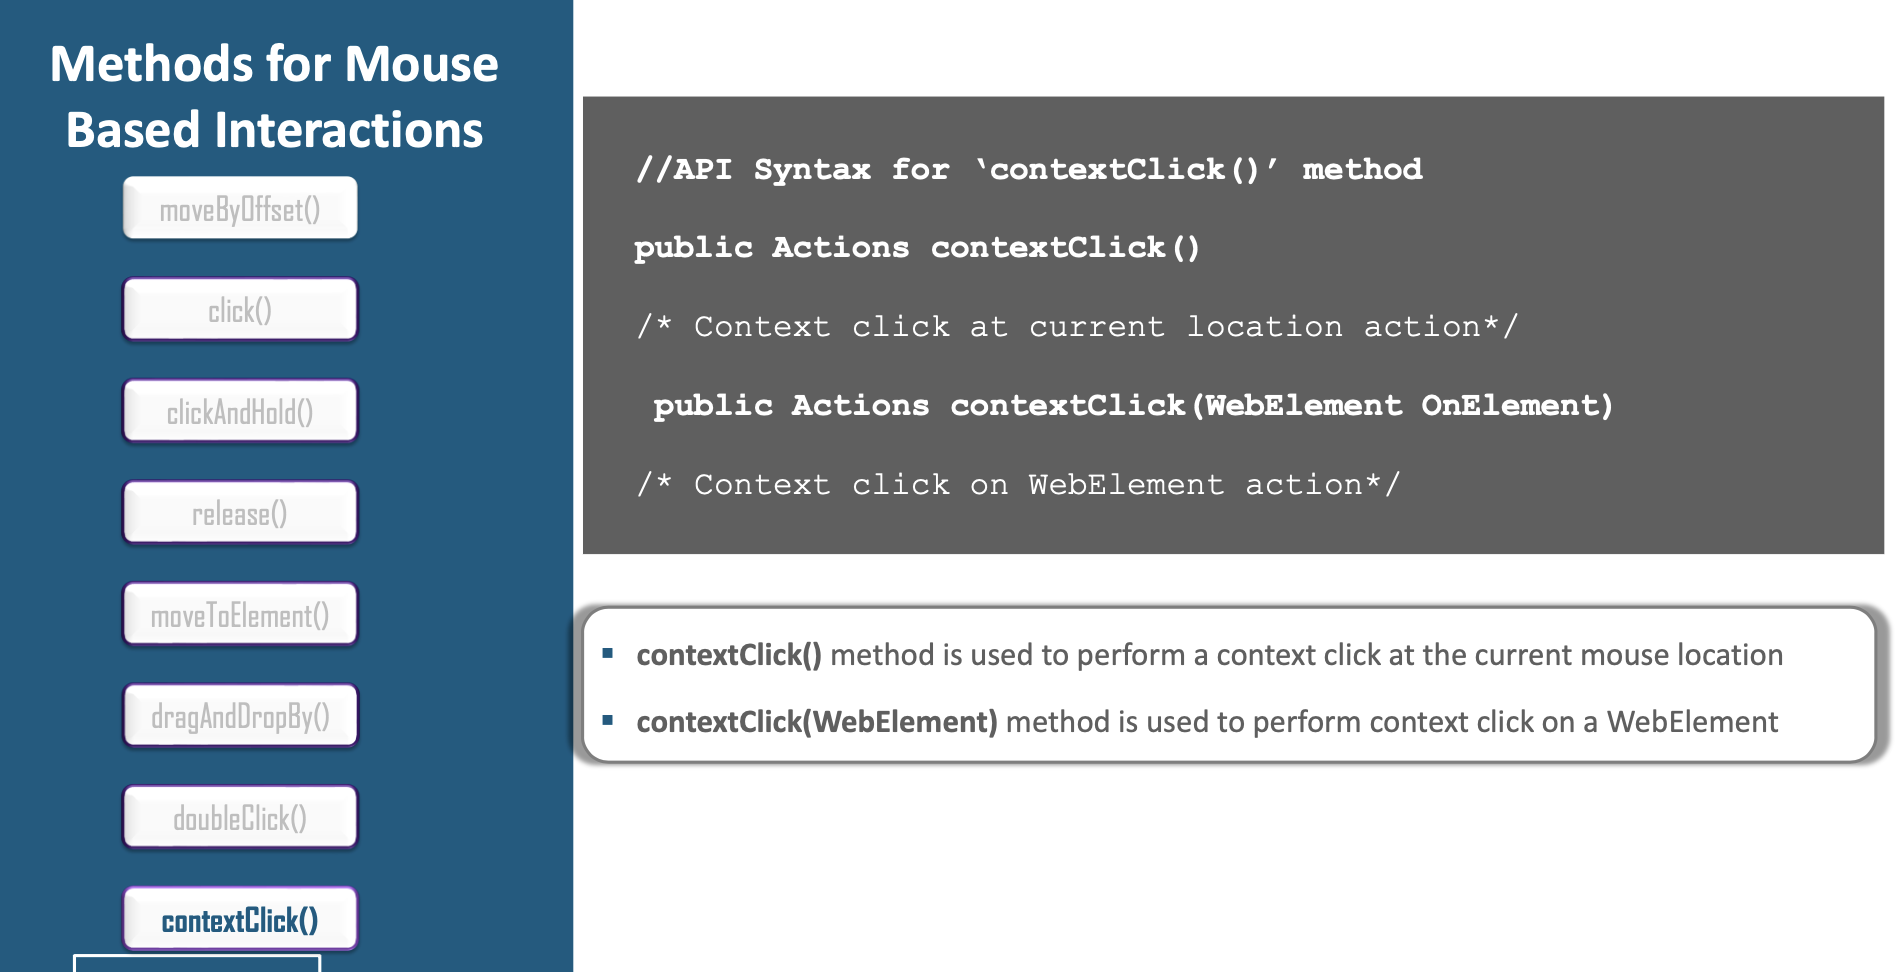 Methods for Mouse
Based Interactions
moveByOffset()
click()
clickAndHold()
release()
moveToElement()
dragAndDropBy()
doubleClick()
contextClick()
//API Syntax for ‘contextClick()’ method
public Actions contextClick()
/* Context click at current location action*/
public Actions contextClick(WebElement OnElement)
/* Context click on WebElement action*/
▪ contextClick() method is used to perform a context click at the current mouse location
▪ contextClick(WebElement) method is used to perform context click on a WebElement